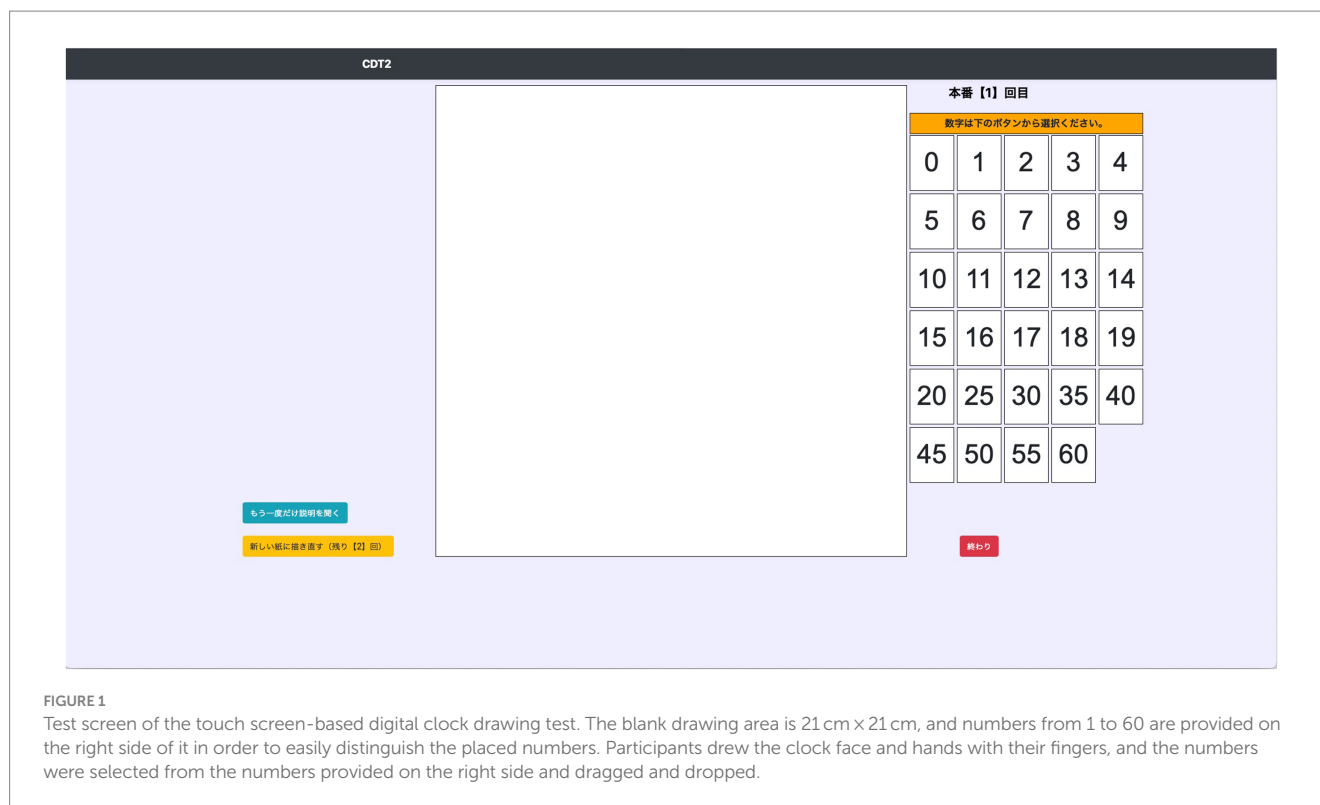 CDT2
本番【1】回目
数字は下のボタンから選択ください。
0 1 2 3 4
5 6 7 8 9
10 11 12 13 14
15 16 17 18 19
20 25 30 35 40
45 50 55 60
もう一度だけ説明を聞く
新しい紙に描き直す（残り【2】回）
終わり
FIGURE 1
Test screen of the touch screen-based digital clock drawing test. The blank drawing area is 21 cm × 21 cm, and numbers from 1 to 60 are provided on
the right side of it in order to easily distinguish the placed numbers. Participants drew the clock face and hands with their fingers, and the numbers
were selected from the numbers provided on the right side and dragged and dropped.